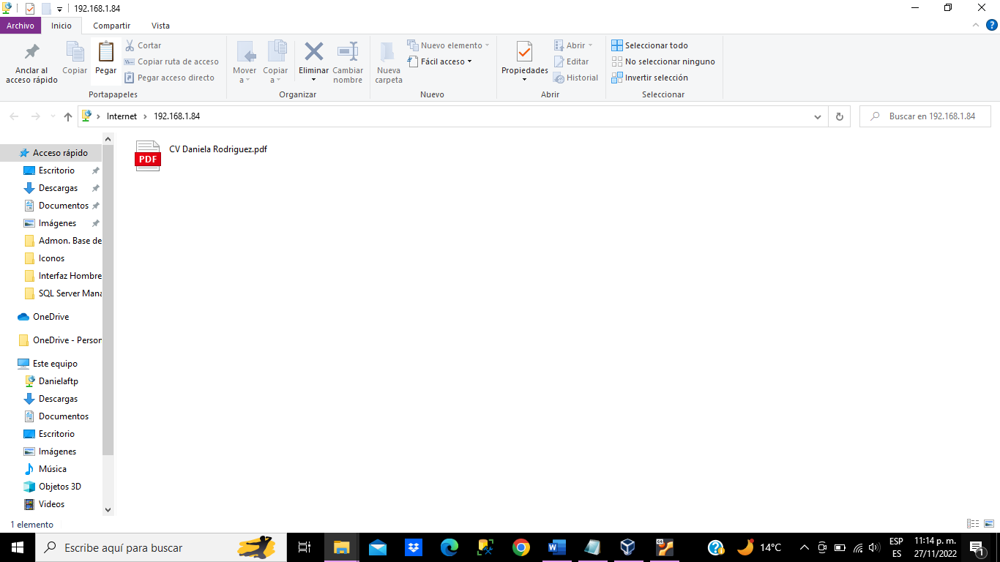 192.168.1.84
Archivo Inicio Compartir Vista
Anclar al acceso rápido
Copiar
Pegar
Cortar
Copiar ruta de acceso
Pegar acceso directo
Portapapeles
Mover a
Copiar a
Eliminar
Cambiar nombre
Organizar
Nueva carpeta
Nuevo elemento
Fácil acceso
Nuevo
Propiedades
Abrir
Editar
Historial
Abrir
Seleccionar todo
No seleccionar ninguno
Invertir selección
Seleccionar
Internet > 192.168.1.84
Buscar en 192.168.1.84
Acceso rápido
Escritorio
Descargas
Documentos
Imágenes
Admon. Base de
Iconos
Interfaz Hombre
SQL Server Mana
OneDrive
OneDrive - Person
Este equipo
Danielaftp
Descargas
Documentos
Escritorio
Imágenes
Música
Objetos 3D
Videos
PDF
CV Daniela Rodriguez.pdf
1 elemento
Escribe aquí para buscar
14°C
ESP
ES
11:14 p. m.
27/11/2022
1